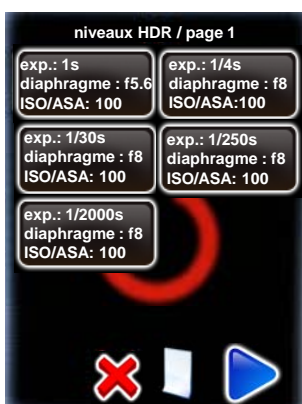 niveaux HDR / page 1
exp.: 1s
diaphragme : f5.6
ISO/ASA: 100
exp.: 1/4s
diaphragme : f8
ISO/ASA:100
exp.: 1/30s
diaphragme : f8
ISO/ASA: 100
exp.: 1/250s
diaphragme : f8
ISO/ASA: 100
exp.: 1/2000s
diaphragme : f8
ISO/ASA: 100